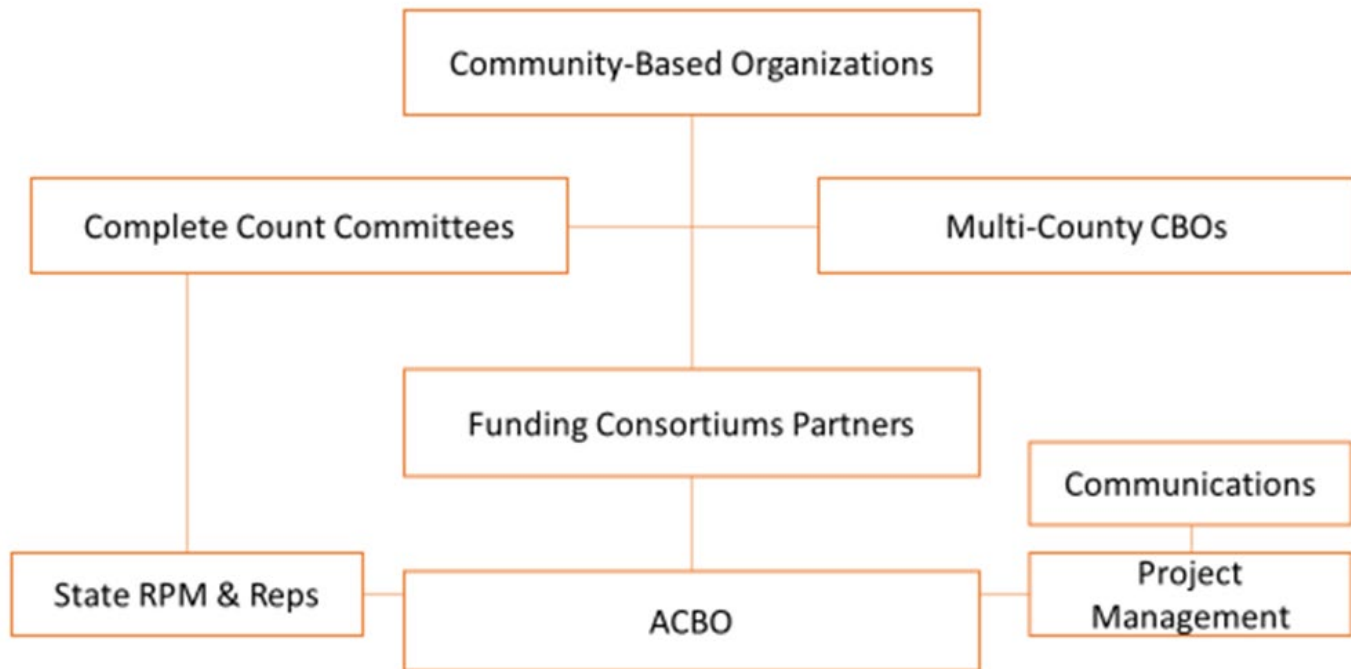 Community-Based Organizations
Complete Count Committees
Multi-County CBOs
Funding Consortiums Partners
Communications
State RPM & Reps
ACBO
Project
Management